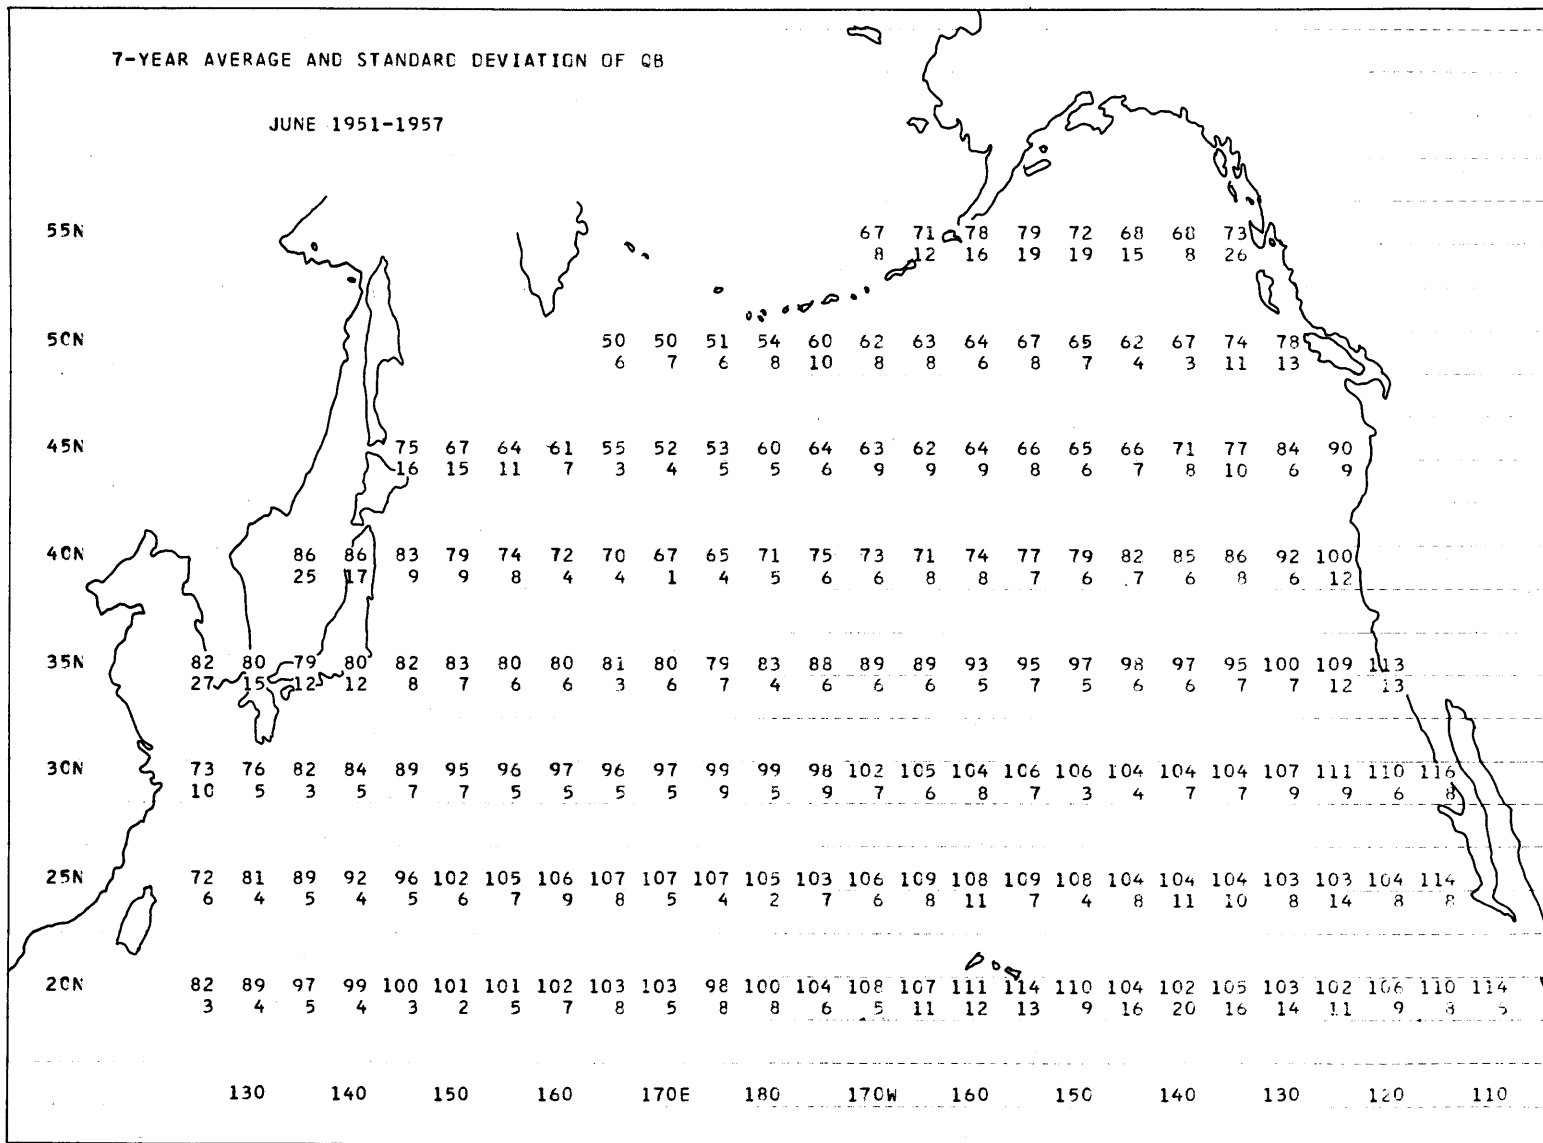 7-YEAR AVERAGE AND STANDARD DEVIATION OF QB
JUNE 1951-1957
55N 67 71 78 79 72 68 68 73
8 12 16 19 19 15 8 26
50N 50 50 51 54 60 62 63 64 67 65 62 67 74 78
6 7 6 8 10 8 8 6 8 7 4 3 11 13
45N 75 67 64 61 55 52 53 60 64 63 62 64 66 65 66 71 77 84 90
16 15 11 7 3 4 5 5 6 9 9 9 8 6 7 8 10 6 9
40N 86 86 83 79 74 72 70 67 65 71 75 73 71 74 77 79 82 85 86 92 100
25 17 9 9 8 4 4 1 4 5 6 6 8 8 7 6 7 6 8 6 12
35N 82 80 79 80 82 83 80 80 81 80 79 83 88 89 89 93 95 97 98 97 95 100 109 113
27 15 12 12 8 7 6 6 3 6 7 4 6 6 6 5 7 5 6 6 7 7 12 13
30N 73 76 82 84 89 95 96 97 96 97 99 99 98 102 105 104 106 106 104 104 104 107 111 110 116
10 5 3 5 7 7 5 5 5 5 9 5 9 7 6 8 7 3 4 7 7 9 9 6 8
25N 72 81 89 92 96 102 105 106 107 107 107 105 103 106 109 108 109 108 104 104 104 103 103 104 114
6 4 5 4 5 6 7 9 8 5 4 2 7 6 8 11 7 4 8 11 10 8 14 8 8
20N 82 89 97 99 100 101 101 102 103 103 98 100 104 108 107 111 114 110 104 102 105 103 102 106 110 114
3 4 5 4 3 2 5 7 8 5 8 8 6 5 11 12 13 9 16 20 16 14 11 9 8
130 140 150 160 170E 180 170W 160 150 140 130 120 110